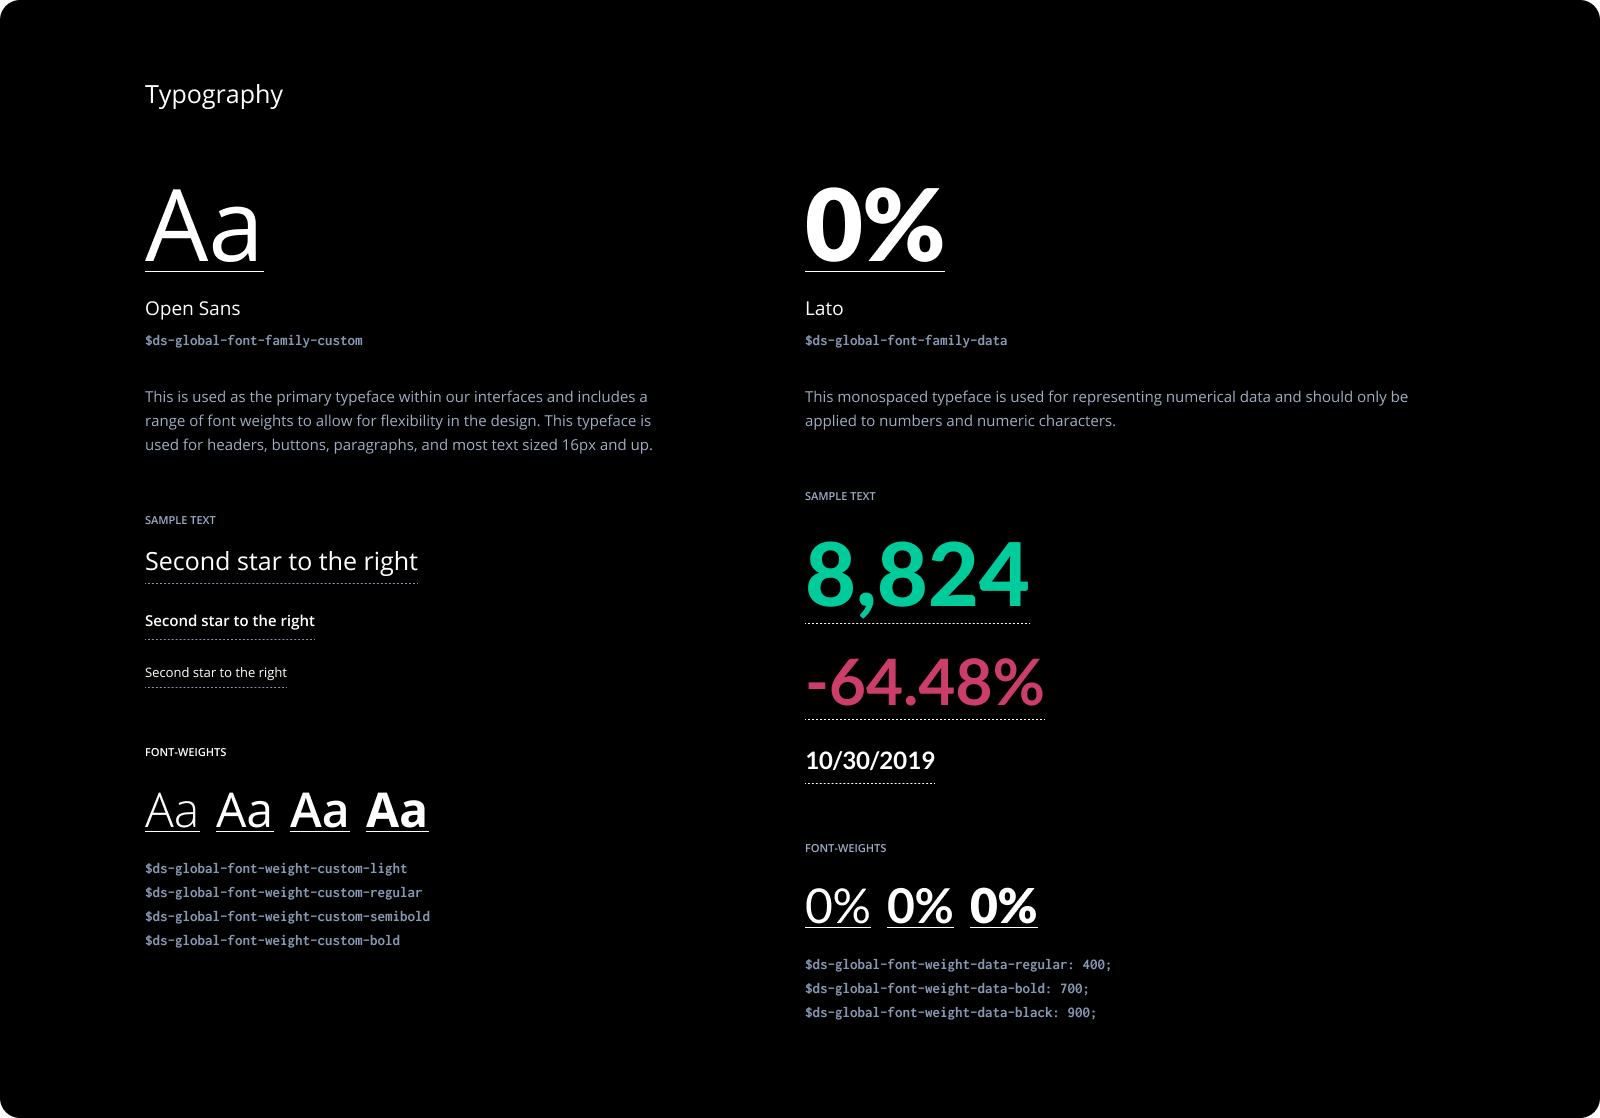 Typography
Aa
Open Sans
$ds-global-font-family-custom
This is used as the primary typeface within our interfaces and includes a
range of font weights to allow for flexibility in the design. This typeface is
used for headers, buttons, paragraphs, and most text sized 16px and up.
SAMPLE TEXT
Second star to the right
Second star to the right
Second star to the right
FONT-WEIGHTS
Aa Aa Aa Aa
$ds-global-font-weight-custom-light
$ds-global-font-weight-custom-regular
$ds-global-font-weight-custom-semibold
$ds-global-font-weight-custom-bold
0%
Lato
$ds-global-font-family-data
This monospaced typeface is used for representing numerical data and should only be
applied to numbers and numeric characters.
SAMPLE TEXT
8,824
-64.48%
10/30/2019
FONT-WEIGHTS
0% 0% 0%
$ds-global-font-weight-data-regular: 400;
$ds-global-font-weight-data-bold: 700;
$ds-global-font-weight-data-black: 900;